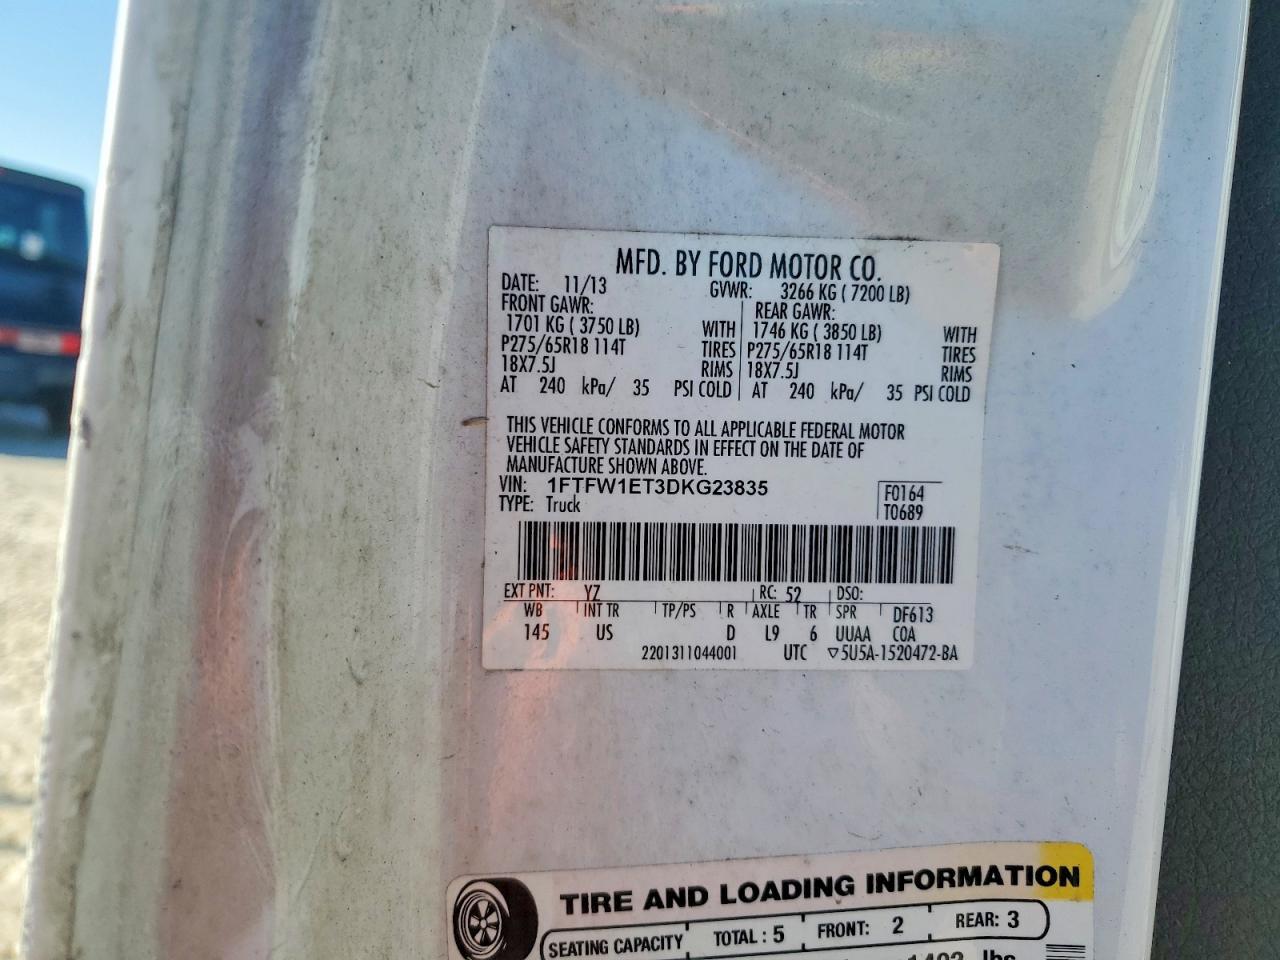 MFD. BY FORD MOTOR CO.
DATE: 11/13 GVWR: 3266 KG ( 7200 LB)
FRONT GAWR: REAR GAWR:
1701 KG ( 3750 LB) WITH 1746 KG ( 3850 LB) WITH
P275/65R18 114T TIRES P275/65R18 114T TIRES
18X7.5J RIMS 18X7.5J RIMS
AT 240 kPa/ 35 PSI COLD AT 240 kPa/ 35 PSI COLD
THIS VEHICLE CONFORMS TO ALL APPLICABLE FEDERAL MOTOR
VEHICLE SAFETY STANDARDS IN EFFECT ON THE DATE OF
MANUFACTURE SHOWN ABOVE.
VIN: 1FTFW1ET3DKG23835 F0164
TYPE: Truck T0689
EXT PNT: YZ RC: 52 DSO:
WB INT TR TP/PS R AXLE TR SPR DF613
145 US D L9 6 UUAA COA
2201311044001 UTC ▽5U5A-1520472-BA
TIRE AND LOADING INFORMATION
SEATING CAPACITY TOTAL : 5 FRONT: 2 REAR: 3
lbs